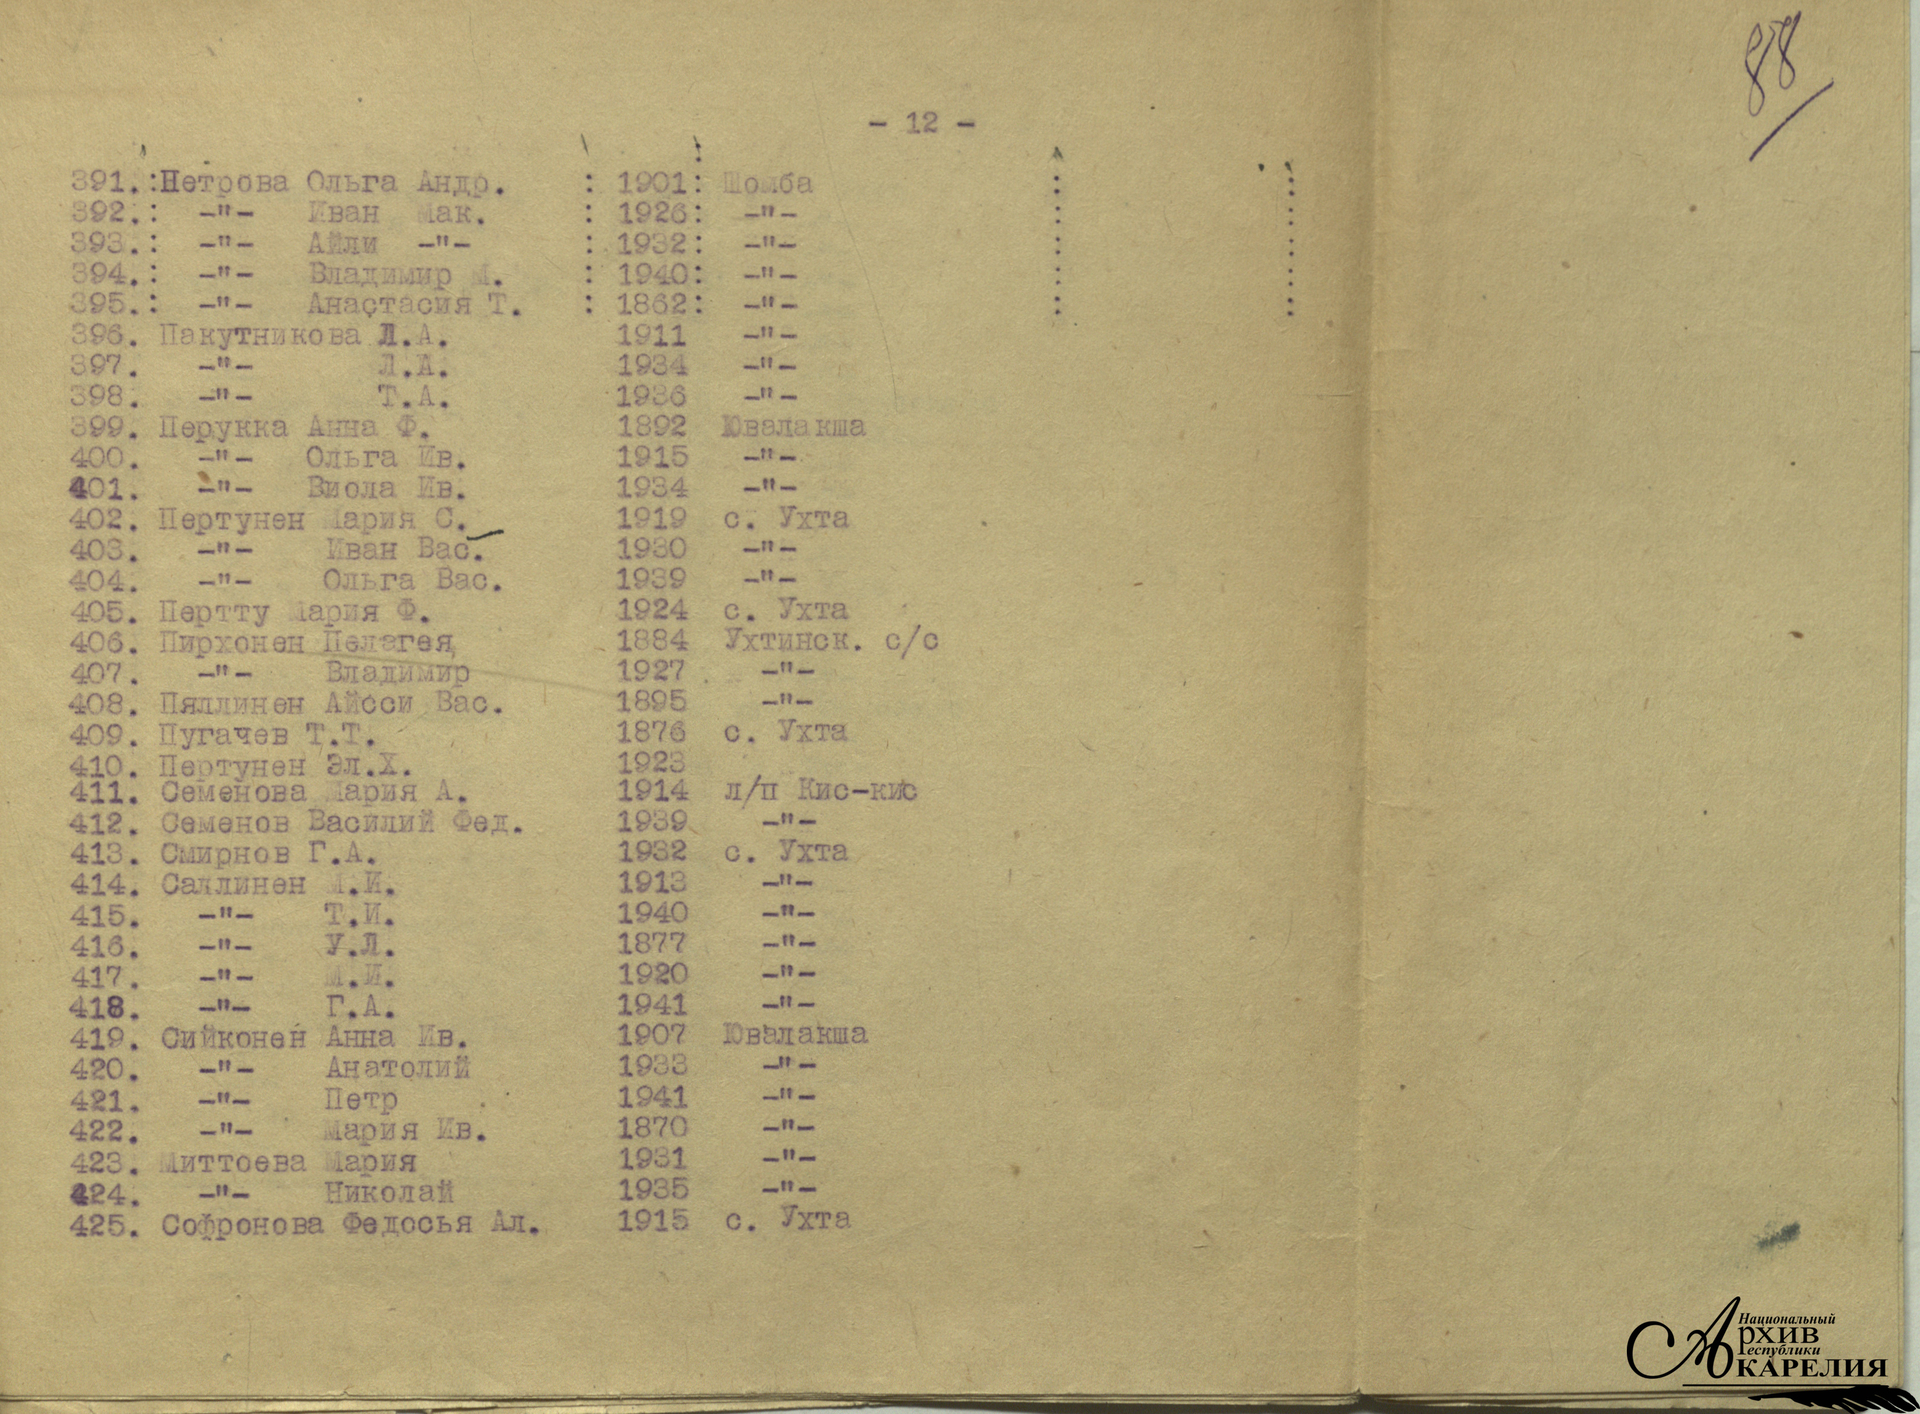 88
- 12 -
391.:Петрова Ольга Андр. : 1901: Шомба : :
392.: -"- Иван Мак. : 1926: -"- : :
393.: -"- Айли -"- : 1932: -"- : :
394.: -"- Владимир М. : 1940: -"- : :
395.: -"- Анастасия Т. : 1862: -"- : :
396. Пакутникова Л.А. 1911 -"-
397. -"- Л.А. 1934 -"-
398. -"- Т.А. 1936 -"-
399. Перукка Анна Ф. 1892 Ювалакша
400. -"- Ольга Ив. 1915 -"-
401. -"- Виола Ив. 1934 -"-
402. Пертунен Мария С. 1919 с. Ухта
403. -"- Иван Вас. 1930 -"-
404. -"- Ольга Вас. 1939 -"-
405. Пертту Мария Ф. 1924 с. Ухта
406. Пирхонен Пелагея 1884 Ухтинск. с/с
407. -"- Владимир 1927 -"-
408. Пяллинен Айсси Вас. 1895 -"-
409. Пугачев Т.Т. 1876 с. Ухта
410. Пертунен Эл.Х. 1923
411. Семенова Мария А. 1914 л/п Кис-кис
412. Семенов Василий Фед. 1939 -"-
413. Смирнов Г.А. 1932 с. Ухта
414. Саллинен М.И. 1913 -"-
415. -"- Т.И. 1940 -"-
416. -"- У.Л. 1877 -"-
417. -"- М.И. 1920 -"-
418. -"- Г.А. 1941 -"-
419. Сийконен Анна Ив. 1907 Ювалакша
420. -"- Анатолий 1933 -"-
421. -"- Петр 1941 -"-
422. -"- Мария Ив. 1870 -"-
423. Миттоева Мария 1931 -"-
424. -"- Николай 1935 -"-
425. Софронова Федосья Ал. 1915 с. Ухта
Национальный
Архив
Республики
КАРЕЛИЯ